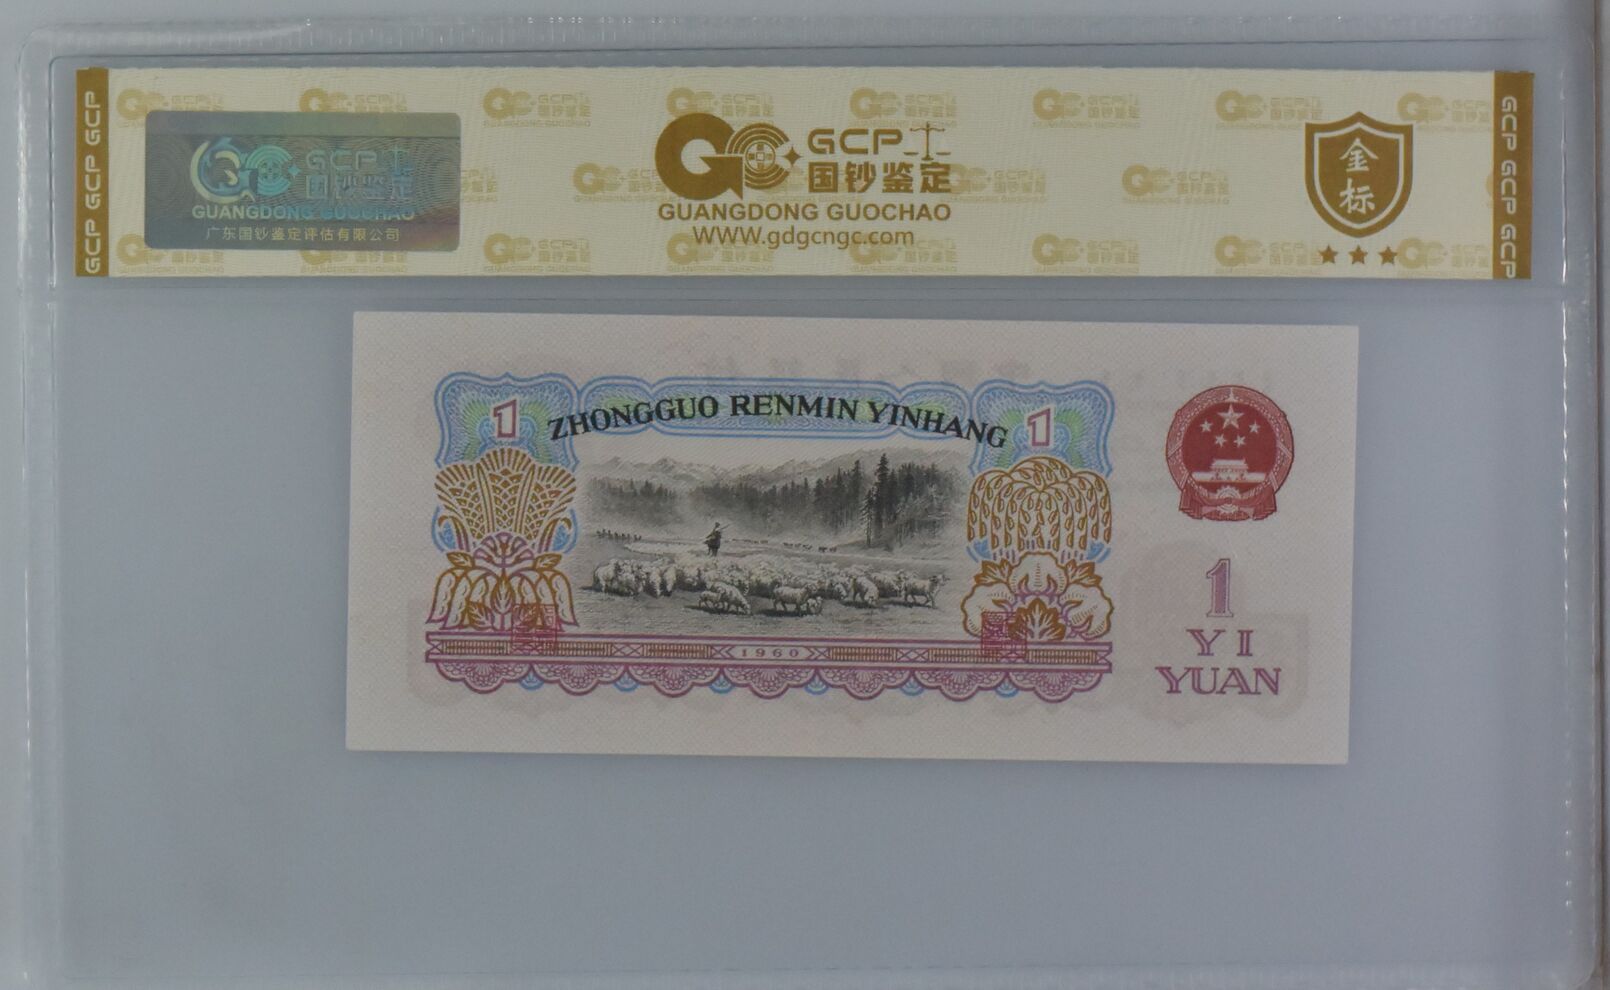 GCP GCP GCP
GCP
国钞鉴定
GUANGDONG GUOCHAO
广东国钞鉴定评估有限公司
GCP
国钞鉴定
GUANGDONG GUOCHAO
WWW.gdgcngc.com
金标
GCP GCP GCP
ZHONGGUO RENMIN YINHANG
1
1
1960
1
YI
YUAN